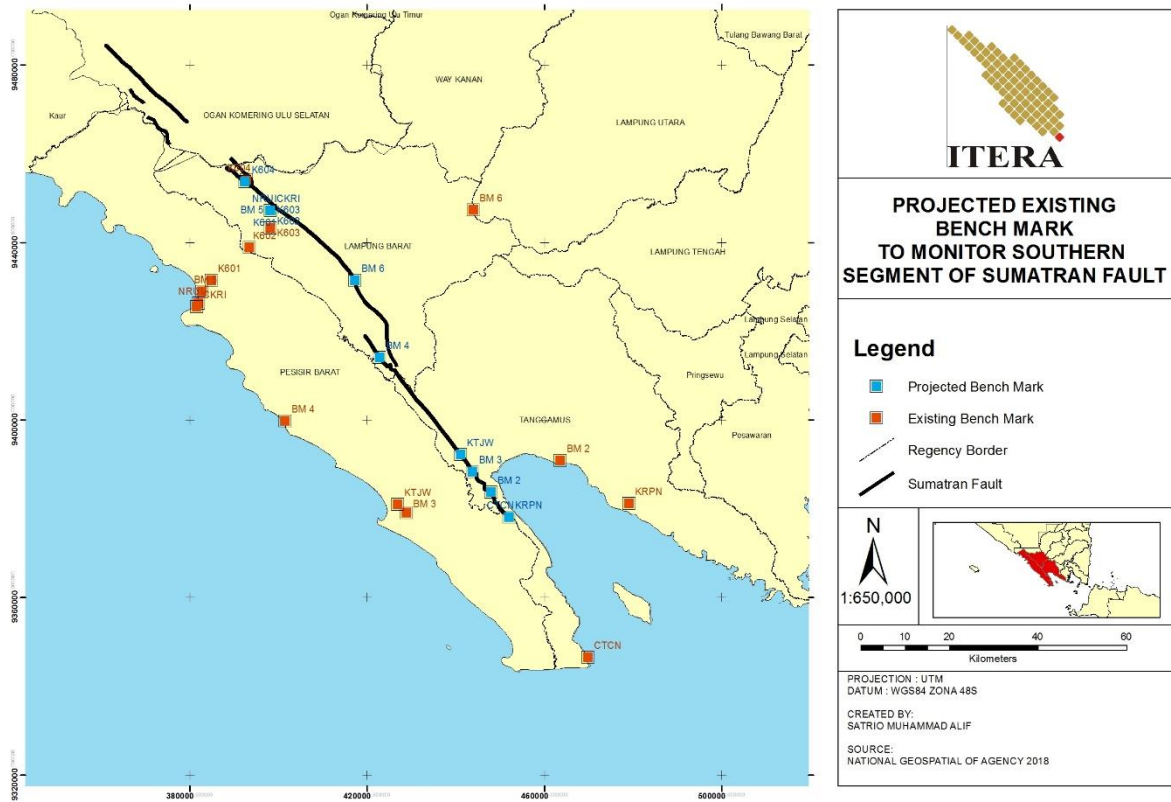 Ogan Komering Ulu Timur
Tulang Bawang Barat
9480000
WAY KANAN
Kaur
OGAN KOMERING ULU SELATAN
LAMPUNG UTARA
K604
BM 6
BM 5
K603
K603
K602
9440000
LAMPUNG BARAT
LAMPUNG TENGAH
K601
BM 6
Lampung Selatan
Lampung Selatan
BM 4
PESISIR BARAT
Pringsewu
BM 4
9400000
TANGGAMUS
Pesawaran
KTJW
BM 3
BM 2
BM 2
KTJW
BM 3
KRPN
KRPN
9360000
CTCN
9320000
380000
420000
460000
500000
ITERA
PROJECTED EXISTING
BENCH MARK
TO MONITOR SOUTHERN
SEGMENT OF SUMATRAN FAULT
Legend
Projected Bench Mark
Existing Bench Mark
Regency Border
Sumatran Fault
N
1:650,000
0 10 20 40 60
Kilometers
PROJECTION : UTM
DATUM : WGS84 ZONA 48S
CREATED BY:
SATRIO MUHAMMAD ALIF
SOURCE:
NATIONAL GEOSPATIAL OF AGENCY 2018